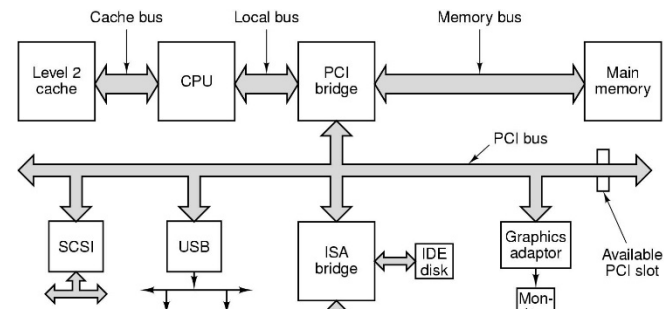 Cache bus
Local bus
Memory bus
Level 2
cache
CPU
PCI
bridge
Main
memory
PCI bus
SCSI
USB
ISA
bridge
IDE
disk
Graphics
adaptor
Available
PCI slot
Mon-